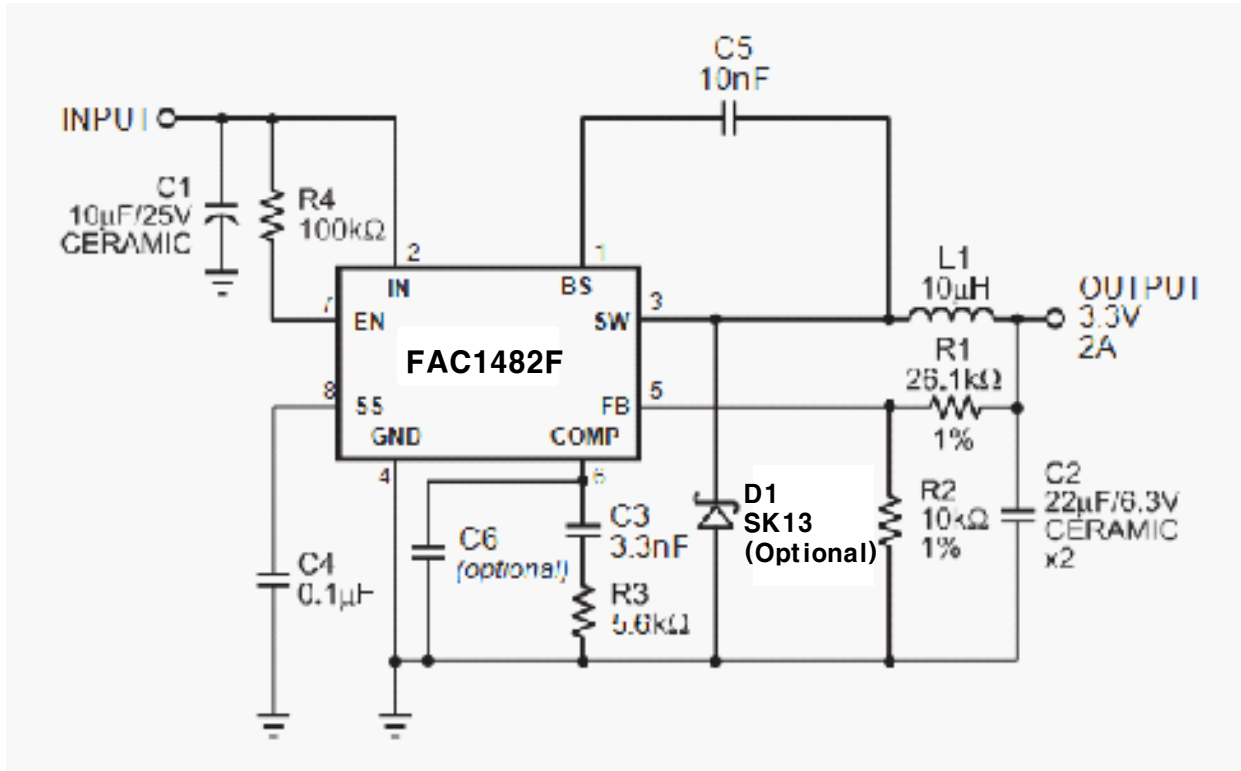 C5
10nF
INPUT
C1
10µF/25V
CERAMIC
R4
100kΩ
2
1
IN
BS
L1
10µH
OUTPUT
3.3V
2A
7
EN
SW
3
FAC1482F
R1
26.1kΩ
1%
8
SS
FB
5
GND
COMP
4
6
C4
0.1µF
C6
(optional)
C3
3.3nF
R3
5.6kΩ
D1
SK13
(Optional)
R2
10kΩ
1%
C2
22µF/6.3V
CERAMIC
x2